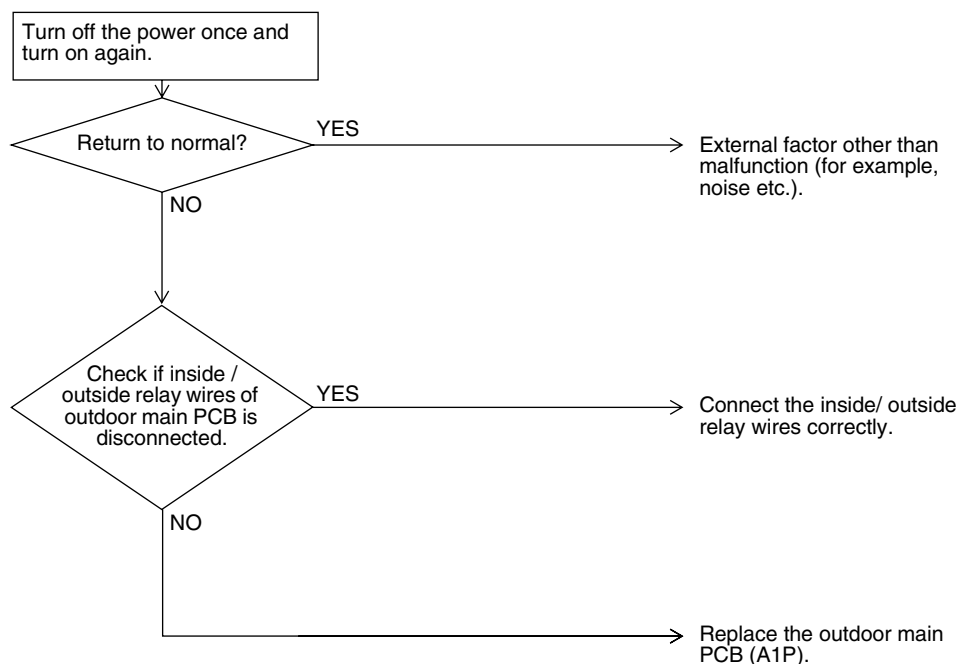 Turn off the power once and
turn on again.
Return to normal?
YES
External factor other than
malfunction (for example,
noise etc.).
NO
Check if inside /
outside relay wires of
outdoor main PCB is
disconnected.
YES
Connect the inside/ outside
relay wires correctly.
NO
Replace the outdoor main
PCB (A1P).